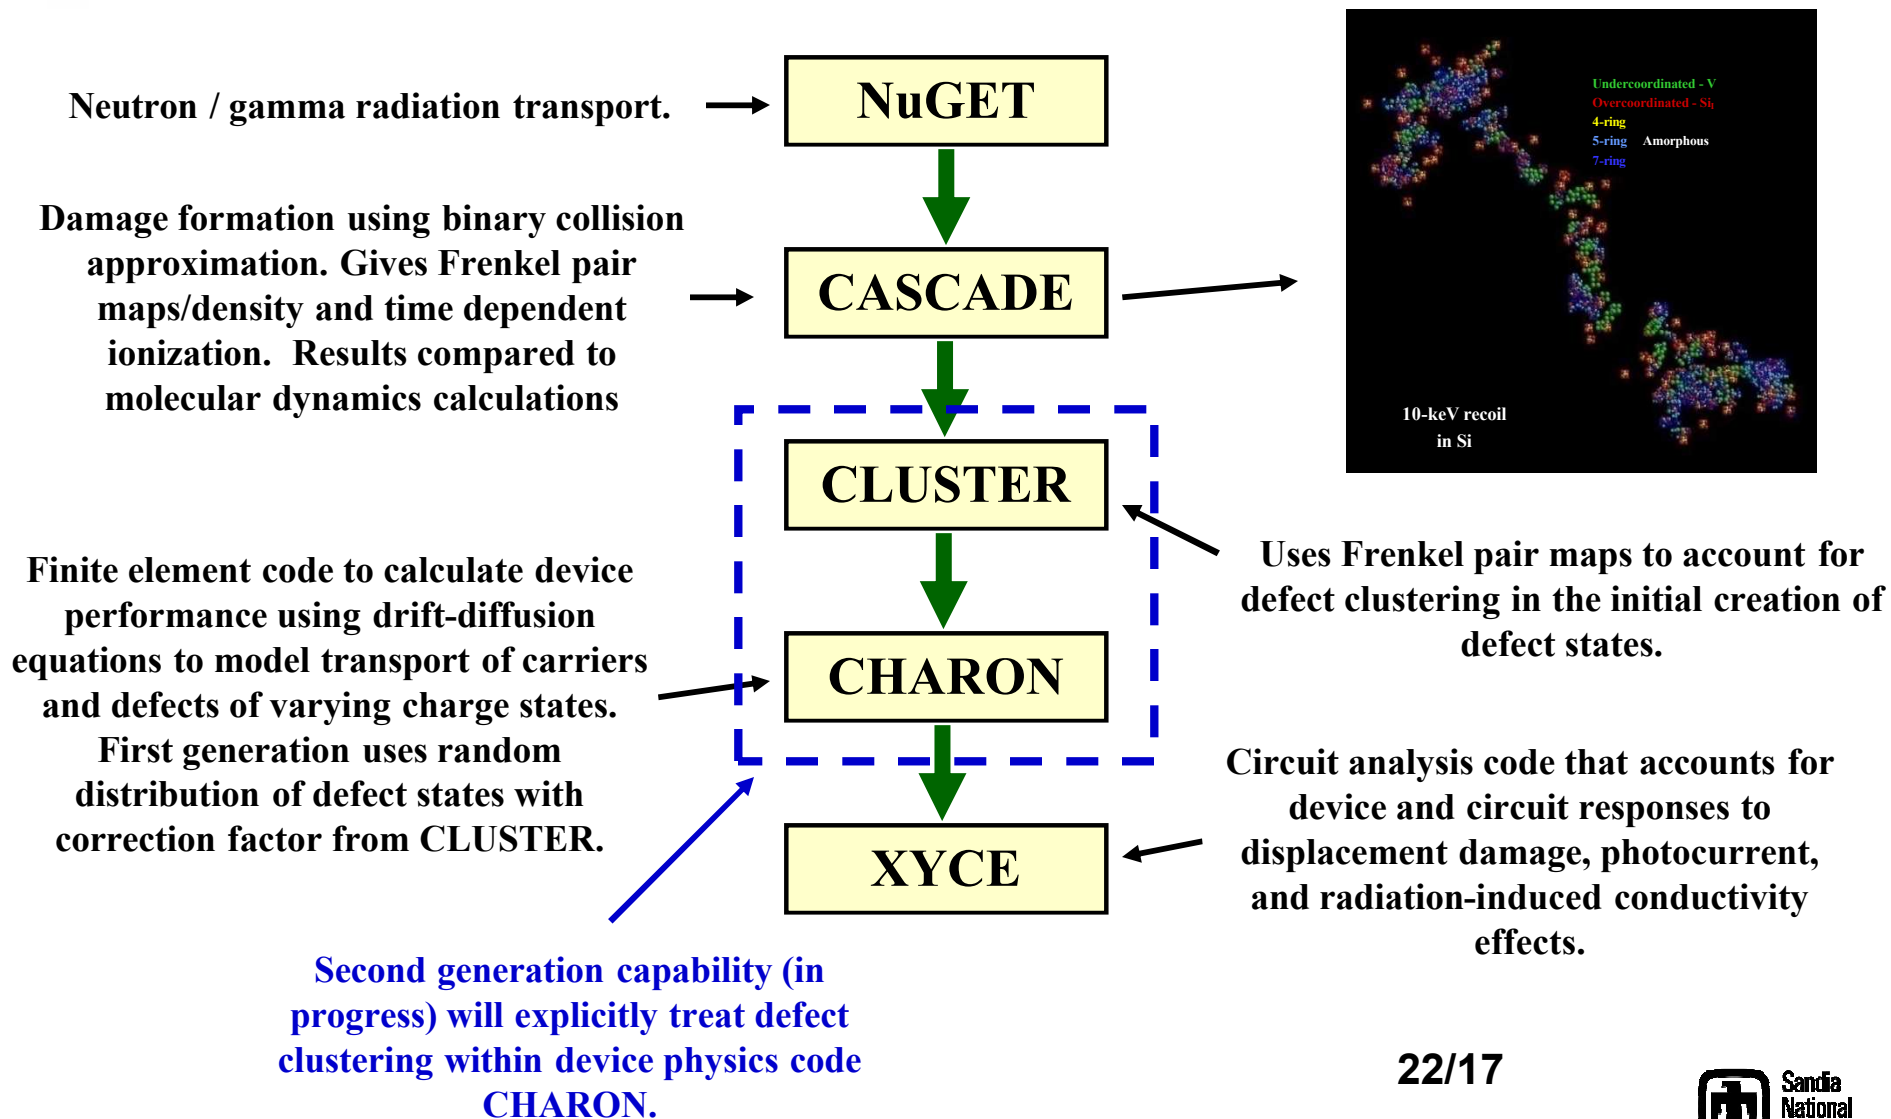 Neutron / gamma radiation transport.
NuGET
Damage formation using binary collision
approximation. Gives Frenkel pair
maps/density and time dependent
ionization.  Results compared to
molecular dynamics calculations
CASCADE
Undercoordinated - V
Overcoordinated - Siᵢ
4-ring
5-ring    Amorphous
7-ring
10-keV recoil
in Si
CLUSTER
Uses Frenkel pair maps to account for
defect clustering in the initial creation of
defect states.
Finite element code to calculate device
performance using drift-diffusion
equations to model transport of carriers
and defects of varying charge states.
First generation uses random
distribution of defect states with
correction factor from CLUSTER.
CHARON
Circuit analysis code that accounts for
device and circuit responses to
displacement damage, photocurrent,
and radiation-induced conductivity
effects.
XYCE
Second generation capability (in
progress) will explicitly treat defect
clustering within device physics code
CHARON.
22/17
Sandia
National